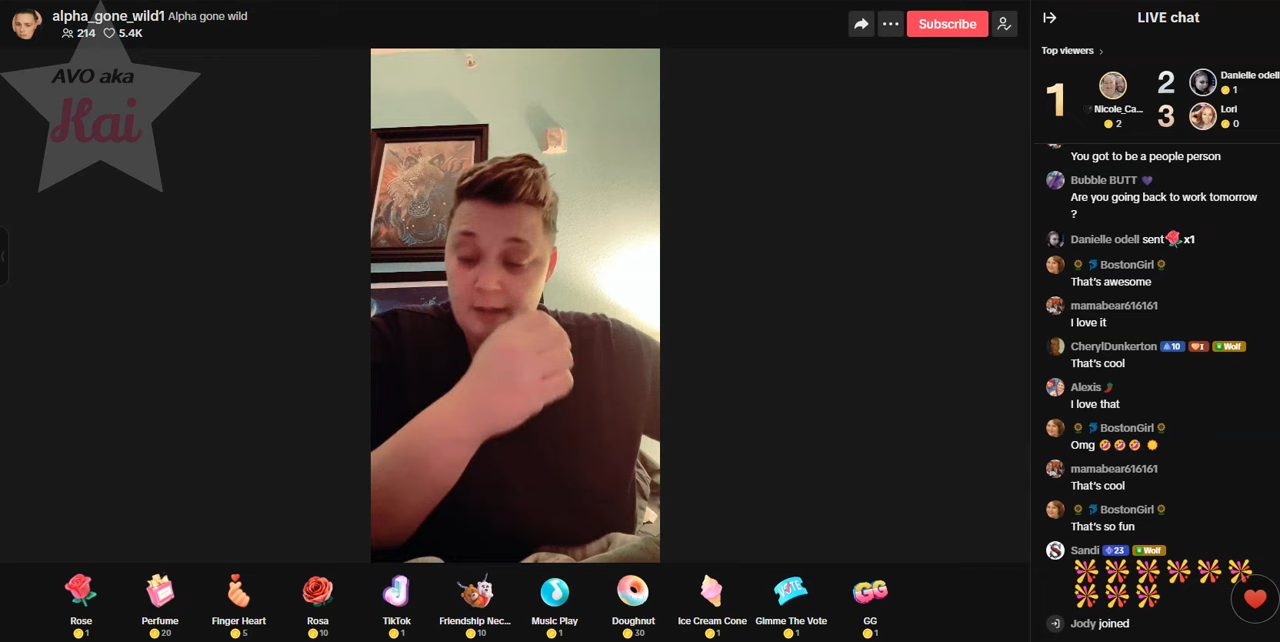 alpha_gone_wild1 Alpha gone wild
214 5.4K
Subscribe
AVO aka
Kai
LIVE chat
Top viewers
1
Nicole_Ca...
2
2
Danielle odell
1
3
Lori
0
You got to be a people person
Bubble BUTT
Are you going back to work tomorrow
?
Danielle odell sent x1
BostonGirl
That's awesome
mamabear616161
I love it
CherylDunkerton 10 I Wolf
That's cool
Alexis
I love that
BostonGirl
Omg
mamabear616161
That's cool
BostonGirl
That's so fun
Sandi 23 Wolf
Jody joined
Rose
1
Perfume
20
Finger Heart
5
Rosa
10
TikTok
1
Friendship Nec...
10
Music Play
1
Doughnut
30
Ice Cream Cone
1
Gimme The Vote
1
GG
GG
1